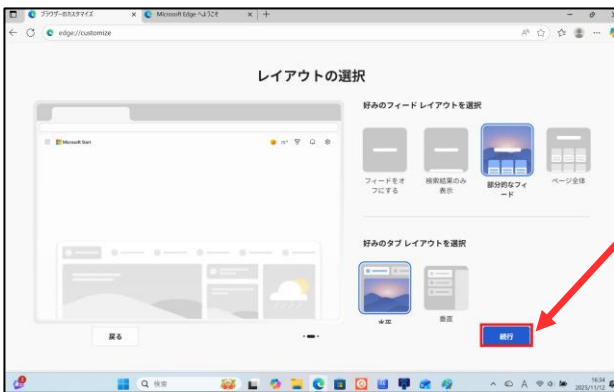 ブラウザーのカスタマイズ
Microsoft Edge へようこそ
edge://customize
レイアウトの選択
好みのフィード レイアウトを選択
Microsoft Start
フィードをオ
フにする
検索結果のみ
表示
部分的なフィ
ード
ページ全体
好みのタブ レイアウトを選択
水平
垂直
戻る
続行
検索
16:34
2025/11/12